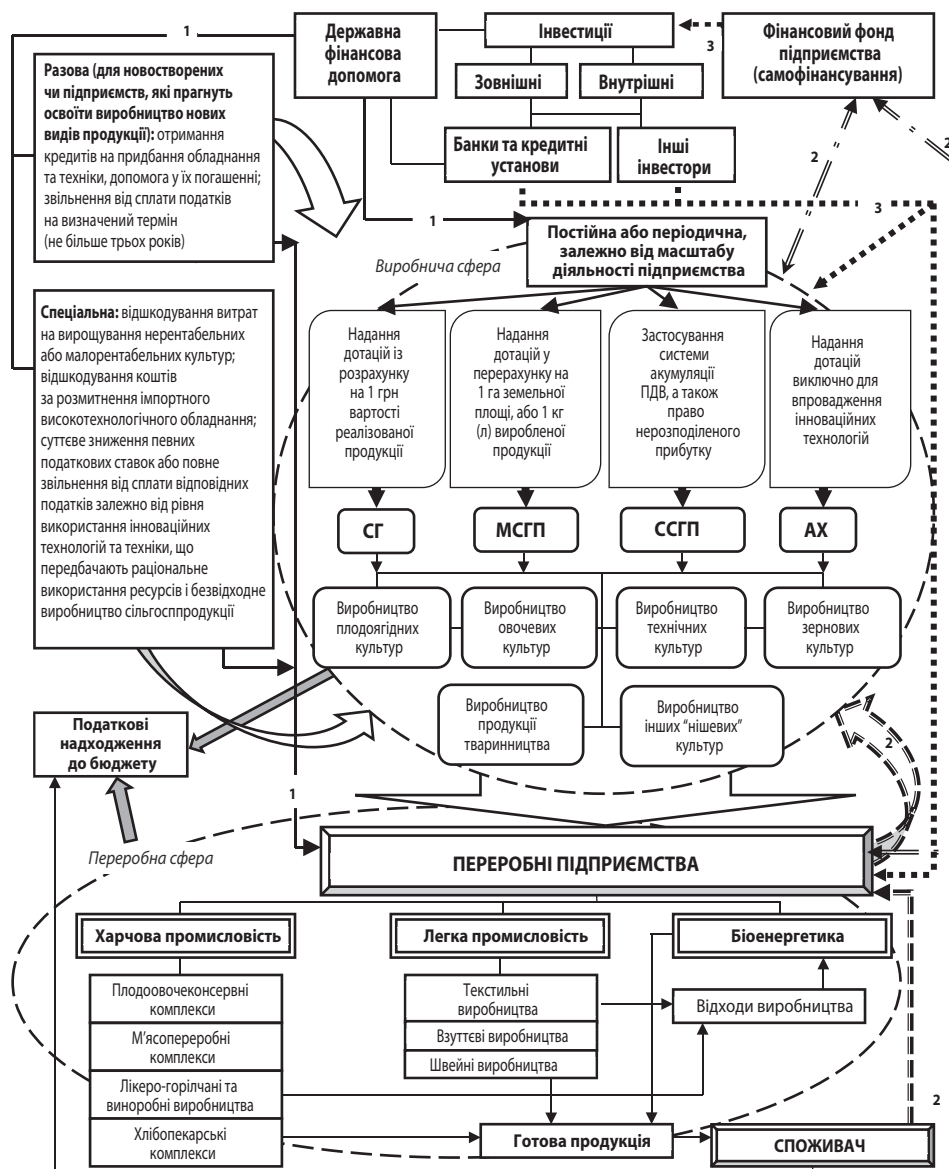 1
Державна
фінансова
допомога
Інвестиції
3
Фінансовий фонд
підприємства
(самофінансування)
Зовнішні
Внутрішні
Банки та кредитні
установи
Інші
інвестори
2
2
3
Разова (для новостворених
чи підприємств, які прагнуть
освоїти виробництво нових
видів продукції): отримання
кредитів на придбання обладнання
та техніки, допомога у їх погашенні;
звільнення від сплати податків
на визначений термін
(не більше трьох років)
1
Постійна або періодична,
залежно від масштабу
діяльності підприємства
Виробнича сфера
Спеціальна: відшкодування витрат
на вирощування нерентабельних
або малорентабельних культур;
відшкодування коштів
за розмитнення імпортного
високотехнологічного обладнання;
суттєве зниження певних
податкових ставок або повне
звільнення від сплати відповідних
податків залежно від рівня
використання інноваційних
технологій та техніки, що
передбачають раціональне
використання ресурсів і безвідходне
виробництво сільгосппродукції
Надання
дотацій із
розрахунку
на 1 грн
вартості
реалізованої
продукції
Надання
дотацій у
перерахунку на
1 га земельної
площі, або 1 кг
(л) виробленої
продукції
Застосування
системи
акумуляції
ПДВ, а також
право
нерозподіленого
прибутку
Надання
дотацій
виключно для
впровадження
інноваційних
технологій
СГ
МСГП
ССГП
АХ
Виробництво
плодоягідних
культур
Виробництво
овочевих
культур
Виробництво
технічних
культур
Виробництво
зернових
культур
Виробництво
продукції
тваринництва
Виробництво
інших “нішевих”
культур
Податкові
надходження
до бюджету
2
1
Переробна сфера
ПЕРЕРОБНІ ПІДПРИЄМСТВА
Харчова промисловість
Легка промисловість
Біоенергетика
Плодоовочеконсервні
комплекси
М'ясопереробні
комплекси
Лікеро-горілчані та
виноробні виробництва
Хлібопекарські
комплекси
Текстильні
виробництва
Взуттєві виробництва
Швейні виробництва
Відходи виробництва
2
Готова продукція
СПОЖИВАЧ